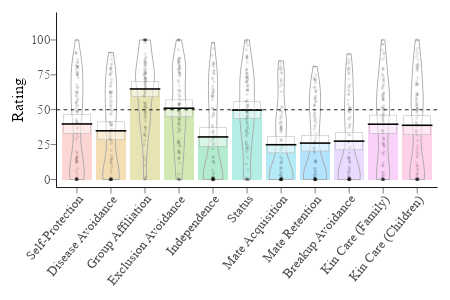 Rating
100
75
50
25
0
Self-Protection
Disease Avoidance
Group Affiliation
Exclusion Avoidance
Independence
Status
Mate Acquisition
Mate Retention
Breakup Avoidance
Kin Care (Family)
Kin Care (Children)